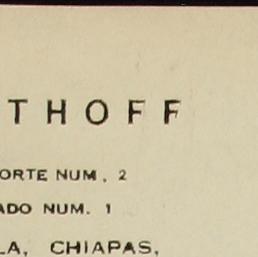 THOFF
ORTE NUM. 2
ADO NUM. 1
LA, CHIAPAS,